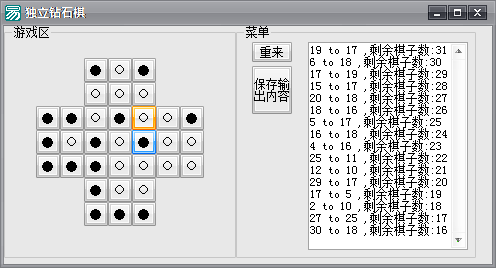 独立钻石棋
游戏区
菜单
重来
保存输
出内容
19 to 17 ,剩余棋子数:31
6 to 18 ,剩余棋子数:30
17 to 19 ,剩余棋子数:29
15 to 17 ,剩余棋子数:28
20 to 18 ,剩余棋子数:27
18 to 16 ,剩余棋子数:26
5 to 17 ,剩余棋子数:25
16 to 18 ,剩余棋子数:24
4 to 16 ,剩余棋子数:23
25 to 11 ,剩余棋子数:22
12 to 10 ,剩余棋子数:21
29 to 17 ,剩余棋子数:20
17 to 5 ,剩余棋子数:19
2 to 10 ,剩余棋子数:18
27 to 25 ,剩余棋子数:17
30 to 18 ,剩余棋子数:16